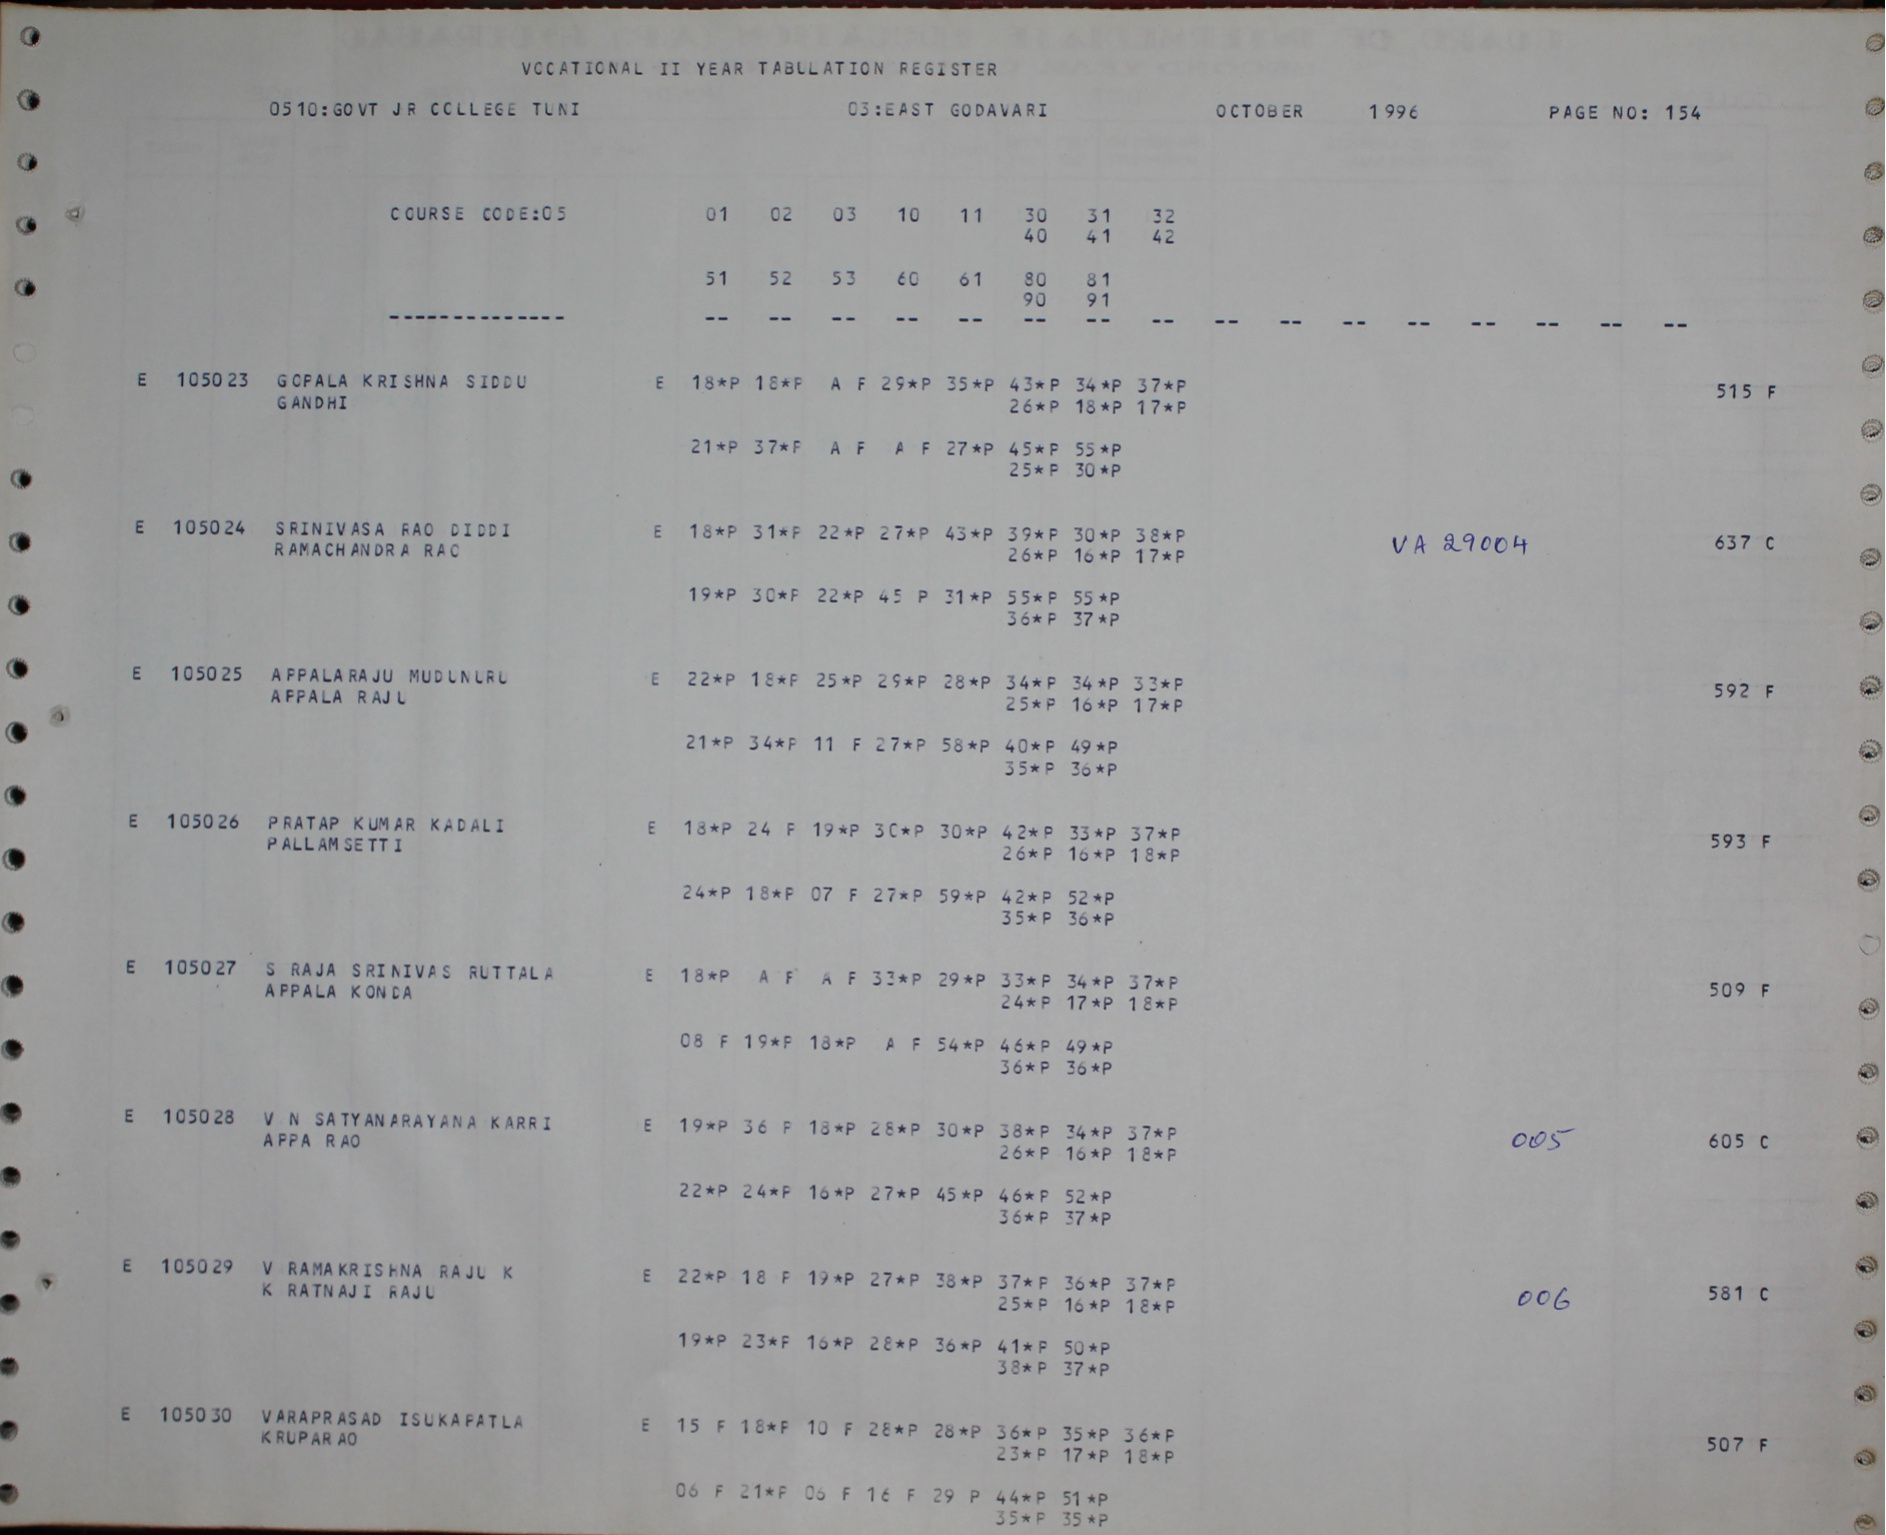 VOCATIONAL II YEAR TABULATION REGISTER
0510:GOVT JR COLLEGE TUNI 03:EAST GODAVARI OCTOBER 1996 PAGE NO: 154
COURSE CODE:05 01 02 03 10 11 30 31 32
40 41 42
51 52 53 60 61 80 81
90 91
-------------- -- -- -- -- -- -- -- -- -- -- -- -- -- -- -- --
E 105023 GOPALA KRISHNA SIDDU E 18*P 18*P A F 29*P 35*P 43*P 34*P 37*P
GANDHI 26*P 18*P 17*P 515 F
21*P 37*P A F A F 27*P 45*P 55*P
25*P 30*P
E 105024 SRINIVASA RAO DIDDI E 18*P 31*P 22*P 27*P 43*P 39*P 30*P 38*P
RAMACHANDRA RAO 26*P 16*P 17*P VA 29004 637 C
19*P 30*P 22*P 45 P 31*P 55*P 55*P
36*P 37*P
E 105025 APPALARAJU MUDUNURU E 22*P 18*P 25*P 29*P 28*P 34*P 34*P 33*P
APPALA RAJU 25*P 16*P 17*P 592 F
21*P 34*P 11 F 27*P 58*P 40*P 49*P
35*P 36*P
E 105026 PRATAP KUMAR KADALI E 18*P 24 P 19*P 30*P 30*P 42*P 33*P 37*P
PALLAMSETTI 26*P 16*P 18*P 593 F
24*P 18*P 07 F 27*P 59*P 42*P 52*P
35*P 36*P
E 105027 S RAJA SRINIVAS RUTTALA E 18*P A F A F 33*P 29*P 33*P 34*P 37*P
APPALA KONDA 24*P 17*P 18*P 509 F
08 F 19*P 18*P A F 54*P 46*P 49*P
36*P 36*P
E 105028 V N SATYANARAYANA KARRI E 19*P 36 P 18*P 28*P 30*P 38*P 34*P 37*P
APPA RAO 26*P 16*P 18*P 005 605 C
22*P 24*P 16*P 27*P 45*P 46*P 52*P
36*P 37*P
E 105029 V RAMAKRISHNA RAJU K E 22*P 18 P 19*P 27*P 38*P 37*P 36*P 37*P
K RATNAJI RAJU 25*P 16*P 18*P 006 581 C
19*P 23*P 16*P 28*P 36*P 41*P 50*P
38*P 37*P
E 105030 VARAPRASAD ISUKAPATLA E 15 F 18*P 10 F 28*P 28*P 36*P 35*P 36*P
KRUPARAO 23*P 17*P 18*P 507 F
06 F 21*P 06 F 16 F 29 P 44*P 51*P
35*P 35*P